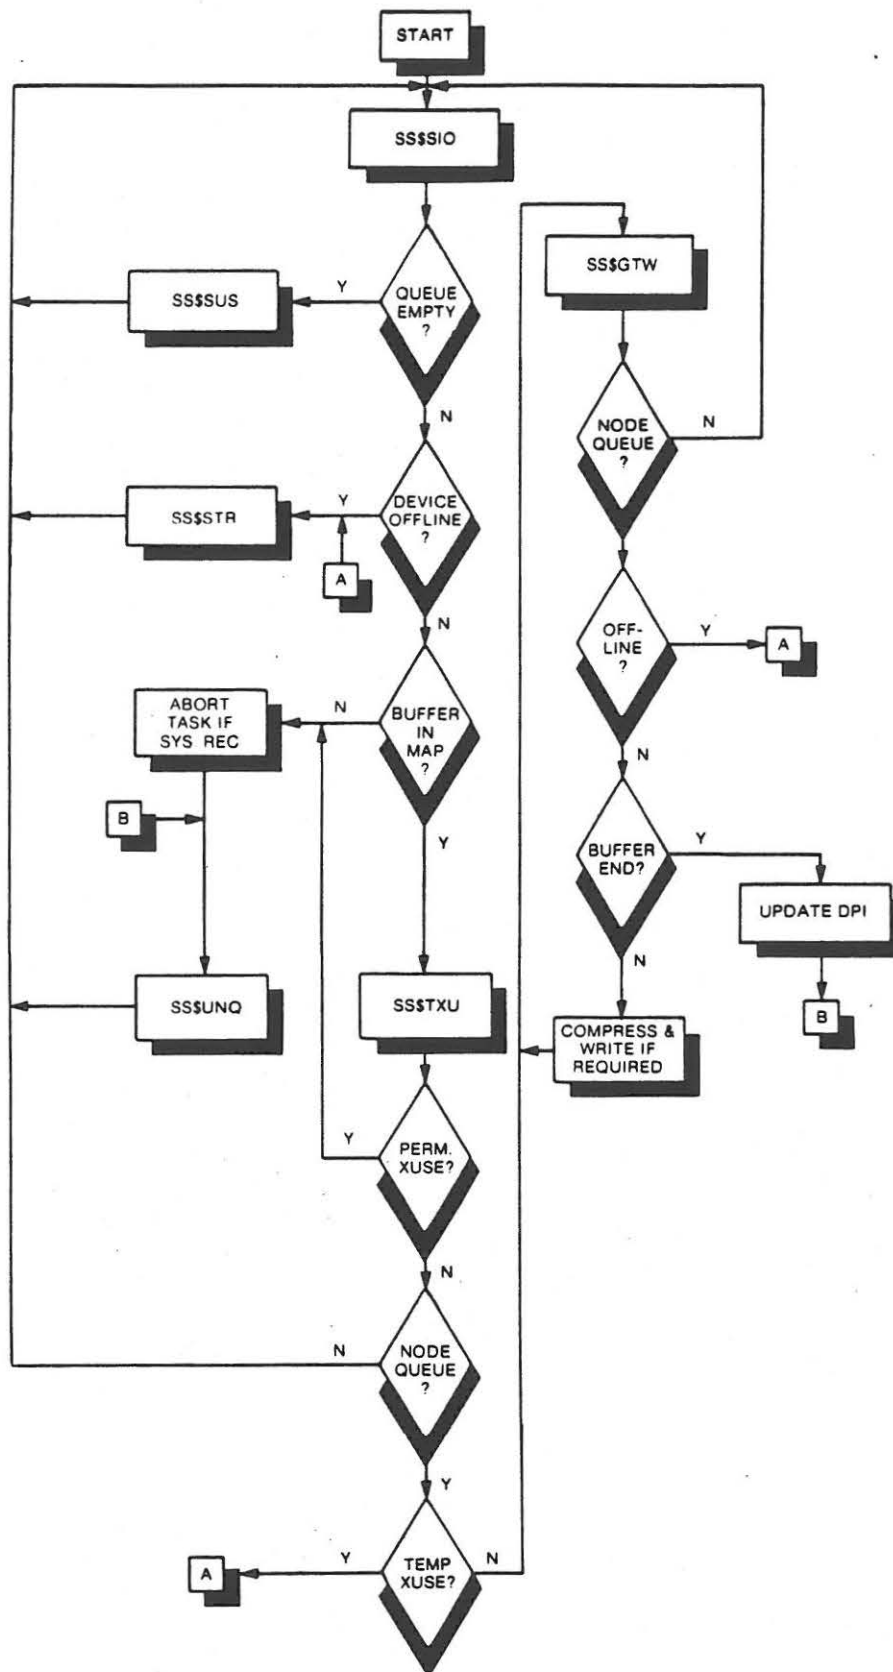 START
SS$SIO
QUEUE
EMPTY
?
Y
SS$SUS
N
DEVICE
OFFLINE
?
Y
SS$STR
A
N
BUFFER
IN
MAP
?
N
ABORT
TASK IF
SYS REC
B
SS$UNQ
Y
SS$TXU
PERM.
XUSE?
Y
N
NODE
QUEUE
?
N
Y
TEMP
XUSE?
Y
A
N
SS$GTW
NODE
QUEUE
?
N
OFF-
LINE
?
Y
A
N
BUFFER
END?
Y
UPDATE DPI
B
N
COMPRESS &
WRITE IF
REQUIRED